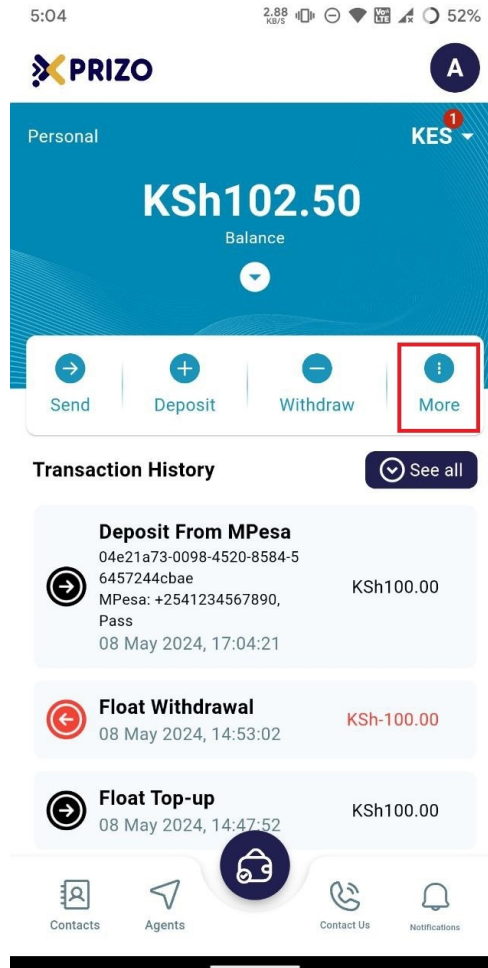 5:04
2.88 KB/S
Vo
LTE
52%
PRIZO
A
Personal
KES
1
KSh102.50
Balance
Send
Deposit
Withdraw
More
Transaction History
See all
Deposit From MPesa
04e21a73-0098-4520-8584-5
6457244cbae
MPesa: +2541234567890,
Pass
08 May 2024, 17:04:21
KSh100.00
Float Withdrawal
08 May 2024, 14:53:02
KSh-100.00
Float Top-up
08 May 2024, 14:47:52
KSh100.00
Contacts
Agents
Contact Us
Notifications